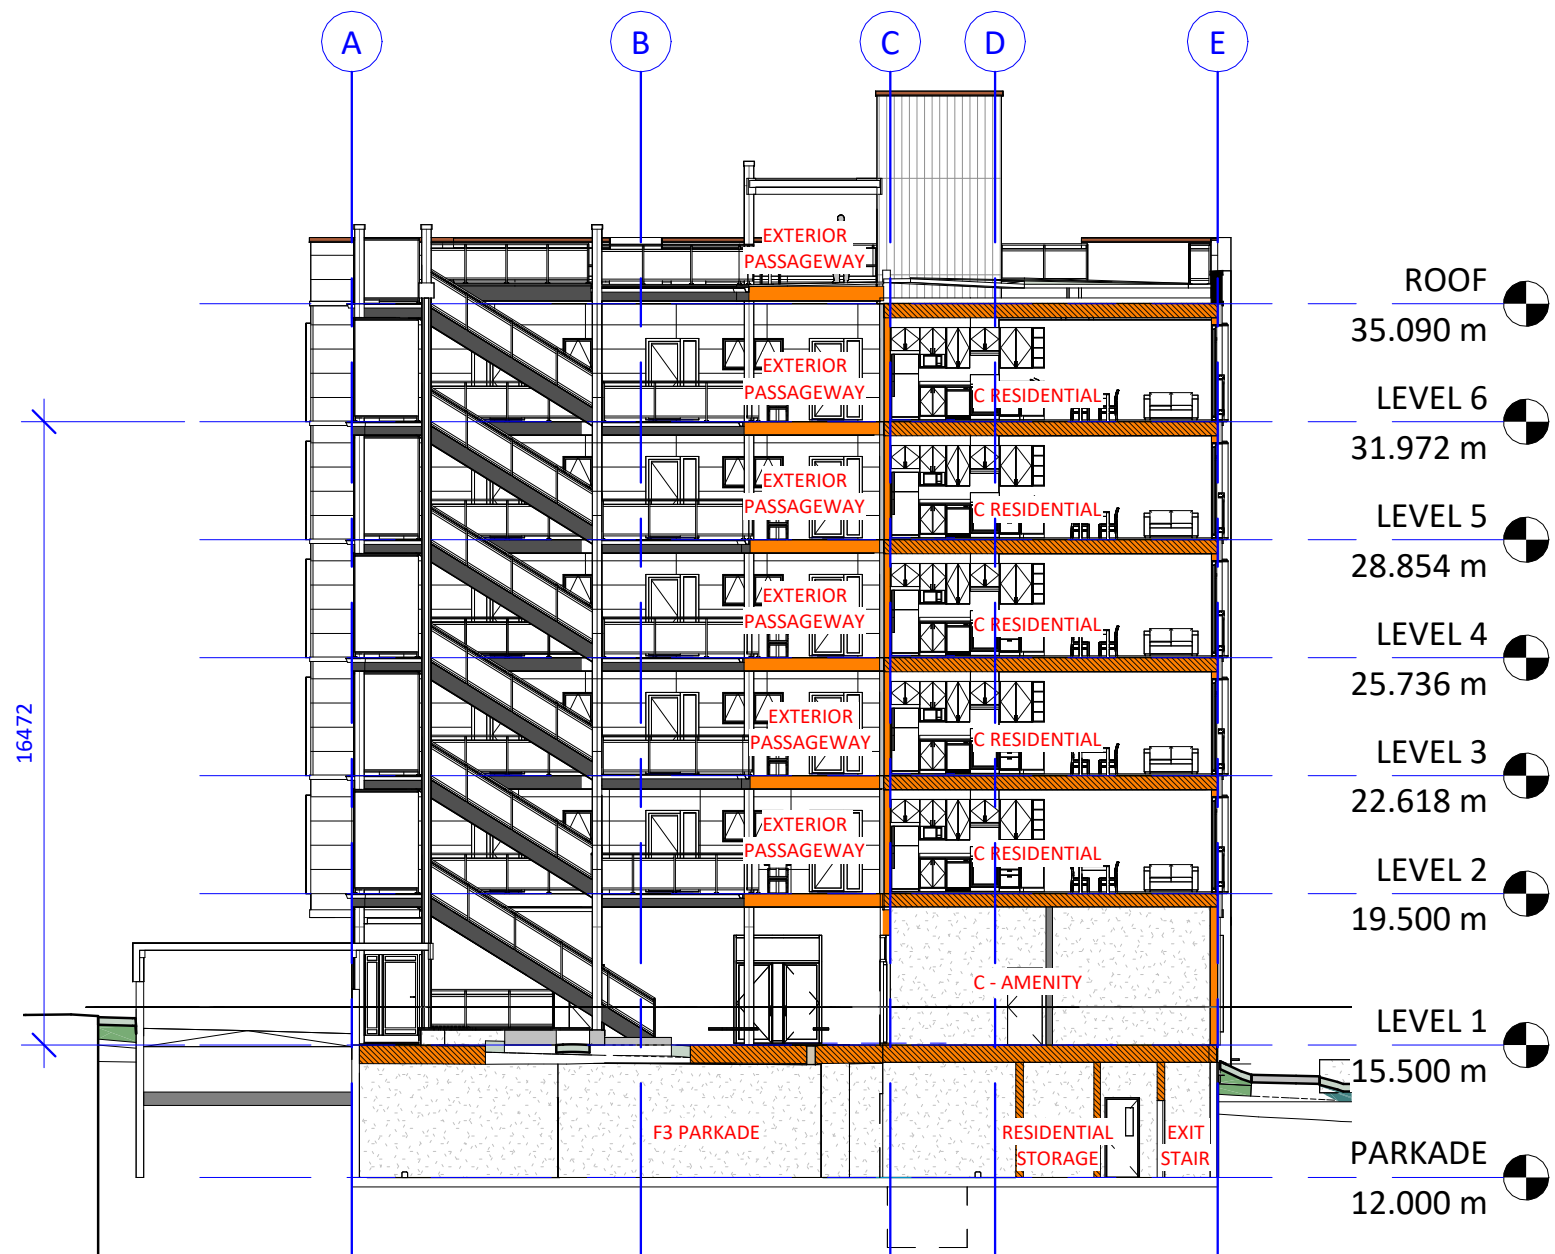 A
B
C
D
E
EXTERIOR
PASSAGEWAY
ROOF
35.090 m
EXTERIOR
PASSAGEWAY
C RESIDENTIAL
LEVEL 6
31.972 m
EXTERIOR
PASSAGEWAY
C RESIDENTIAL
LEVEL 5
28.854 m
EXTERIOR
PASSAGEWAY
C RESIDENTIAL
LEVEL 4
25.736 m
16472
EXTERIOR
PASSAGEWAY
C RESIDENTIAL
LEVEL 3
22.618 m
EXTERIOR
PASSAGEWAY
C RESIDENTIAL
LEVEL 2
19.500 m
C - AMENITY
LEVEL 1
15.500 m
F3 PARKADE
RESIDENTIAL
STORAGE
EXIT
STAIR
PARKADE
12.000 m